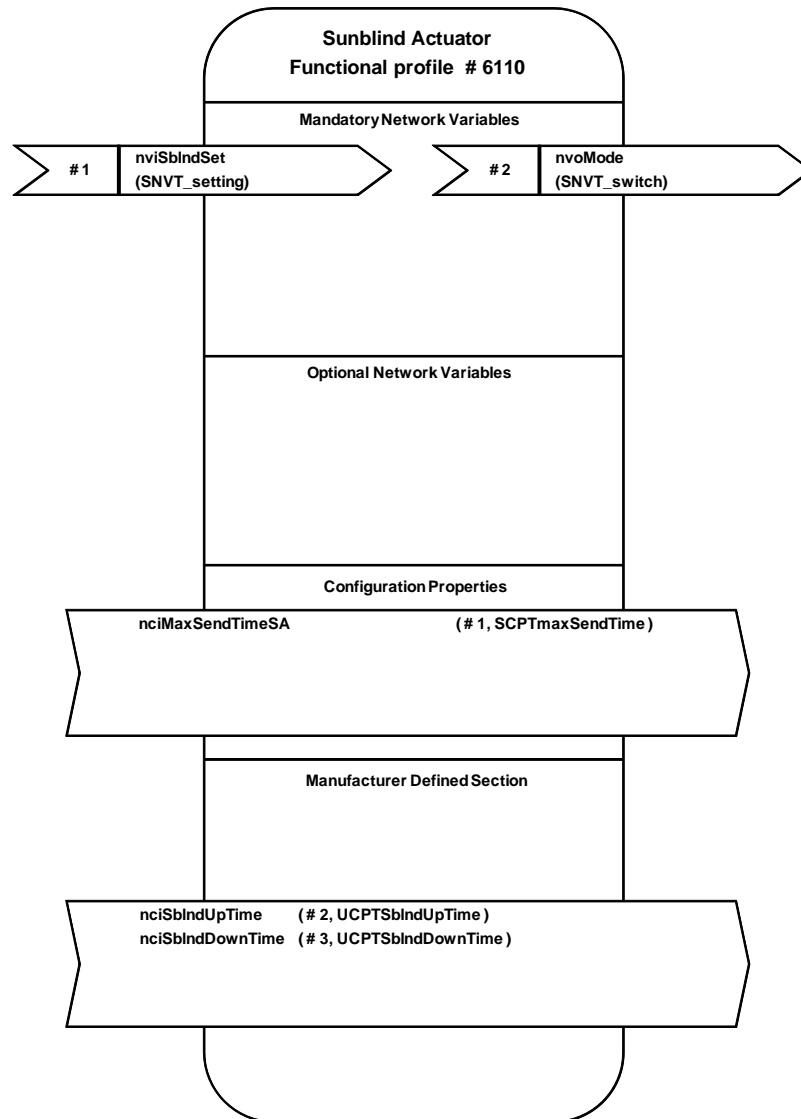 Sunblind Actuator
Functional profile # 6110
Mandatory Network Variables
# 1 nviSblndSet # 2 nvoMode
(SNVT_setting) (SNVT_switch)
Optional Network Variables
Configuration Properties
nciMaxSendTimeSA ( # 1, SCPTmaxSendTime )
Manufacturer Defined Section
nciSblndUpTime ( # 2, UCPTSblndUpTime )
nciSblndDownTime ( # 3, UCPTSblndDownTime )